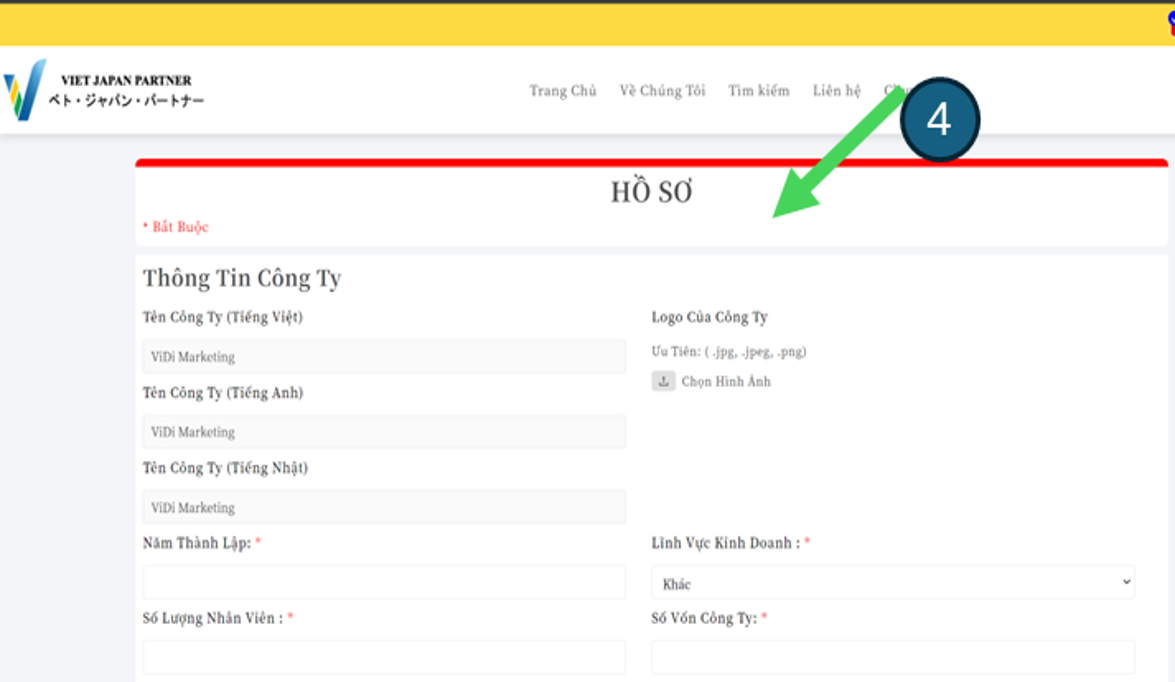 VIET JAPAN PARTNER
ベト・ジャパン・パートナー
Trang Chủ Về Chúng Tôi Tìm kiếm Liên hệ
4
HỒ SƠ
* Bắt Buộc
Thông Tin Công Ty
Tên Công Ty (Tiếng Việt)
Logo Của Công Ty
ViDi Marketing
Ưu Tiên: ( .jpg, .jpeg, .png)
Chọn Hình Ảnh
Tên Công Ty (Tiếng Anh)
ViDi Marketing
Tên Công Ty (Tiếng Nhật)
ViDi Marketing
Năm Thành Lập: *
Lĩnh Vực Kinh Doanh : *
Khác
Số Lượng Nhân Viên : *
Số Vốn Công Ty: *